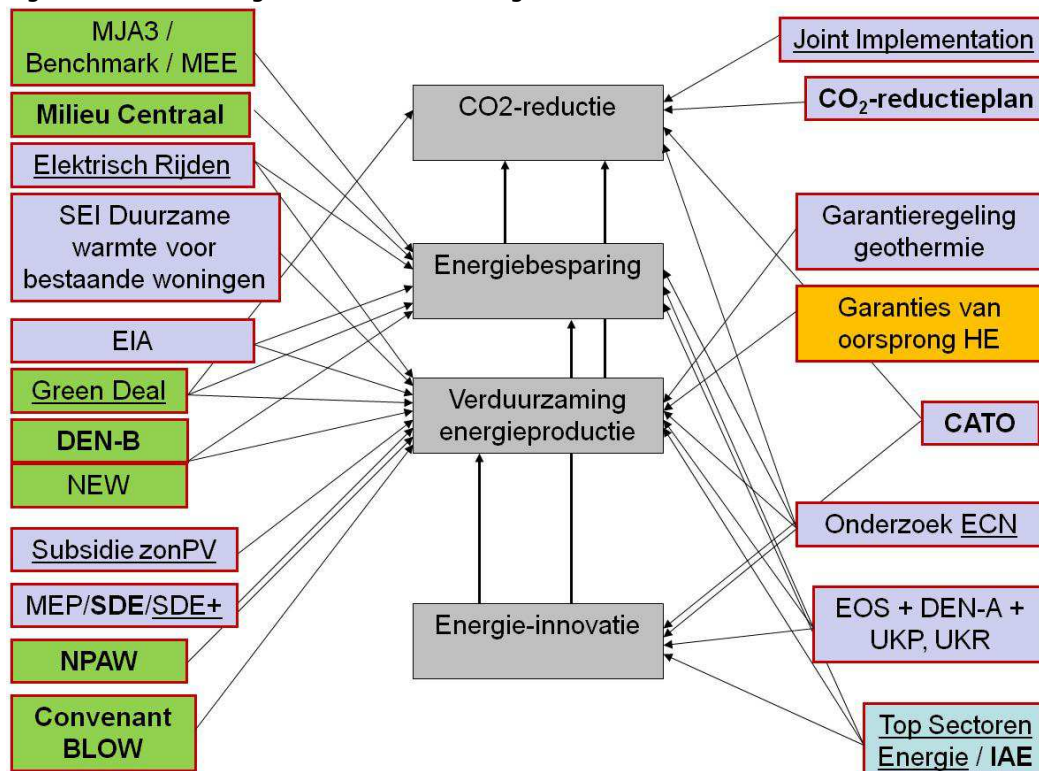 MJA3 /
Benchmark / MEE
Milieu Centraal
Elektrisch Rijden
SEI Duurzame
warmte voor
bestaande woningen
EIA
Green Deal
DEN-B
NEW
Subsidie zonPV
MEP/SDE/SDE+
NPAW
Convenant
BLOW
CO2-reductie
Energiebesparing
Verduurzaming
energieproductie
Energie-innovatie
Joint Implementation
CO₂-reductieplan
Garantieregeling
geothermie
Garanties van
oorsprong HE
CATO
Onderzoek ECN
EOS + DEN-A +
UKP, UKR
Top Sectoren
Energie / IAE